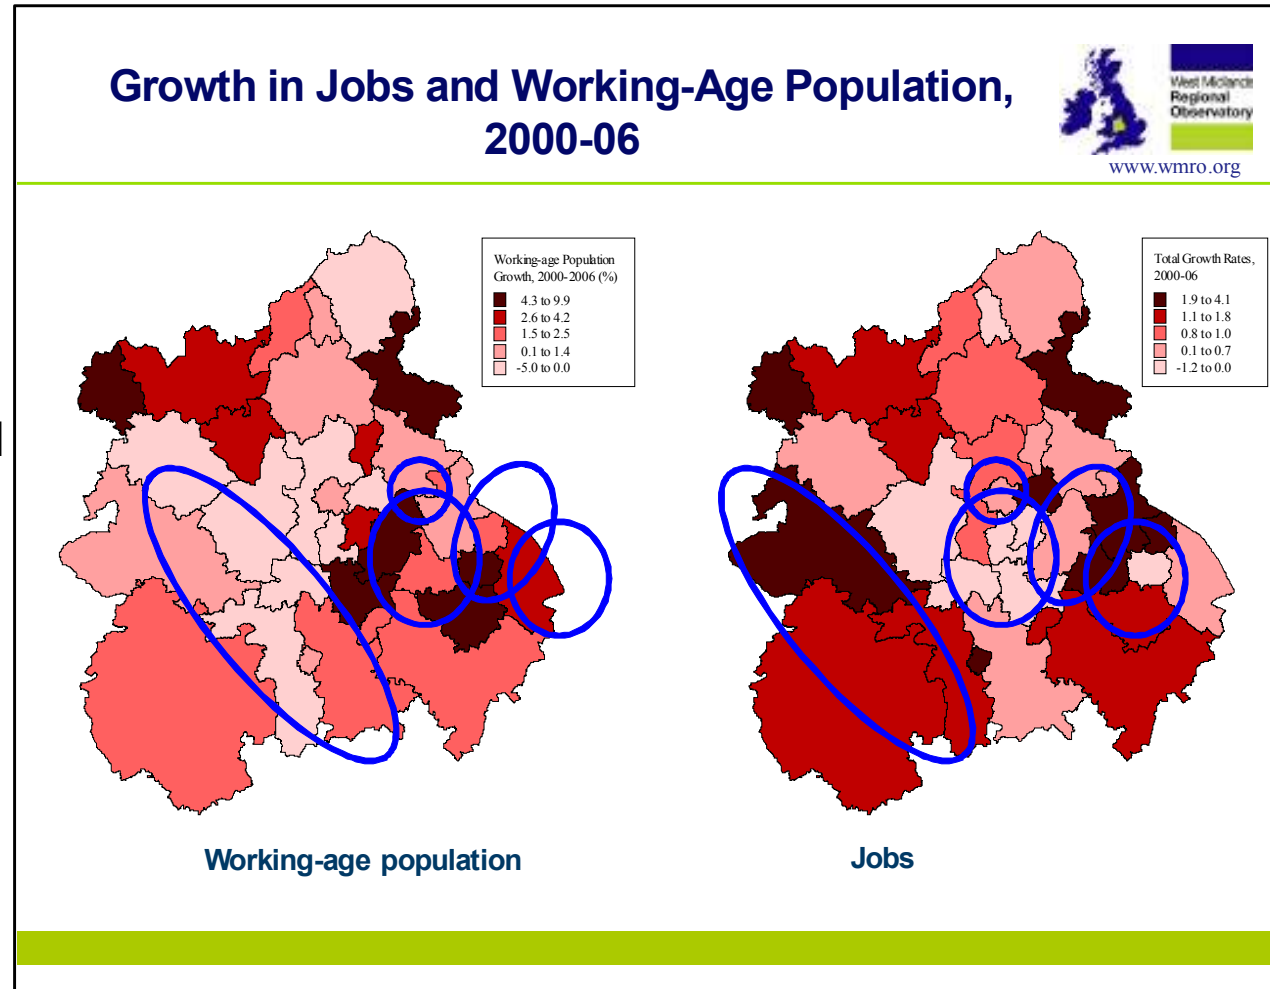 Growth in Jobs and Working-Age Population,
2000-06
West Midlands
Regional
Observatory
www.wmro.org
Working-age Population
Growth, 2000-2006 (%)
4.3 to 9.9
2.6 to 4.2
1.5 to 2.5
0.1 to 1.4
-5.0 to 0.0
Total Growth Rates,
2000-06
1.9 to 4.1
1.1 to 1.8
0.8 to 1.0
0.1 to 0.7
-1.2 to 0.0
Working-age population
Jobs